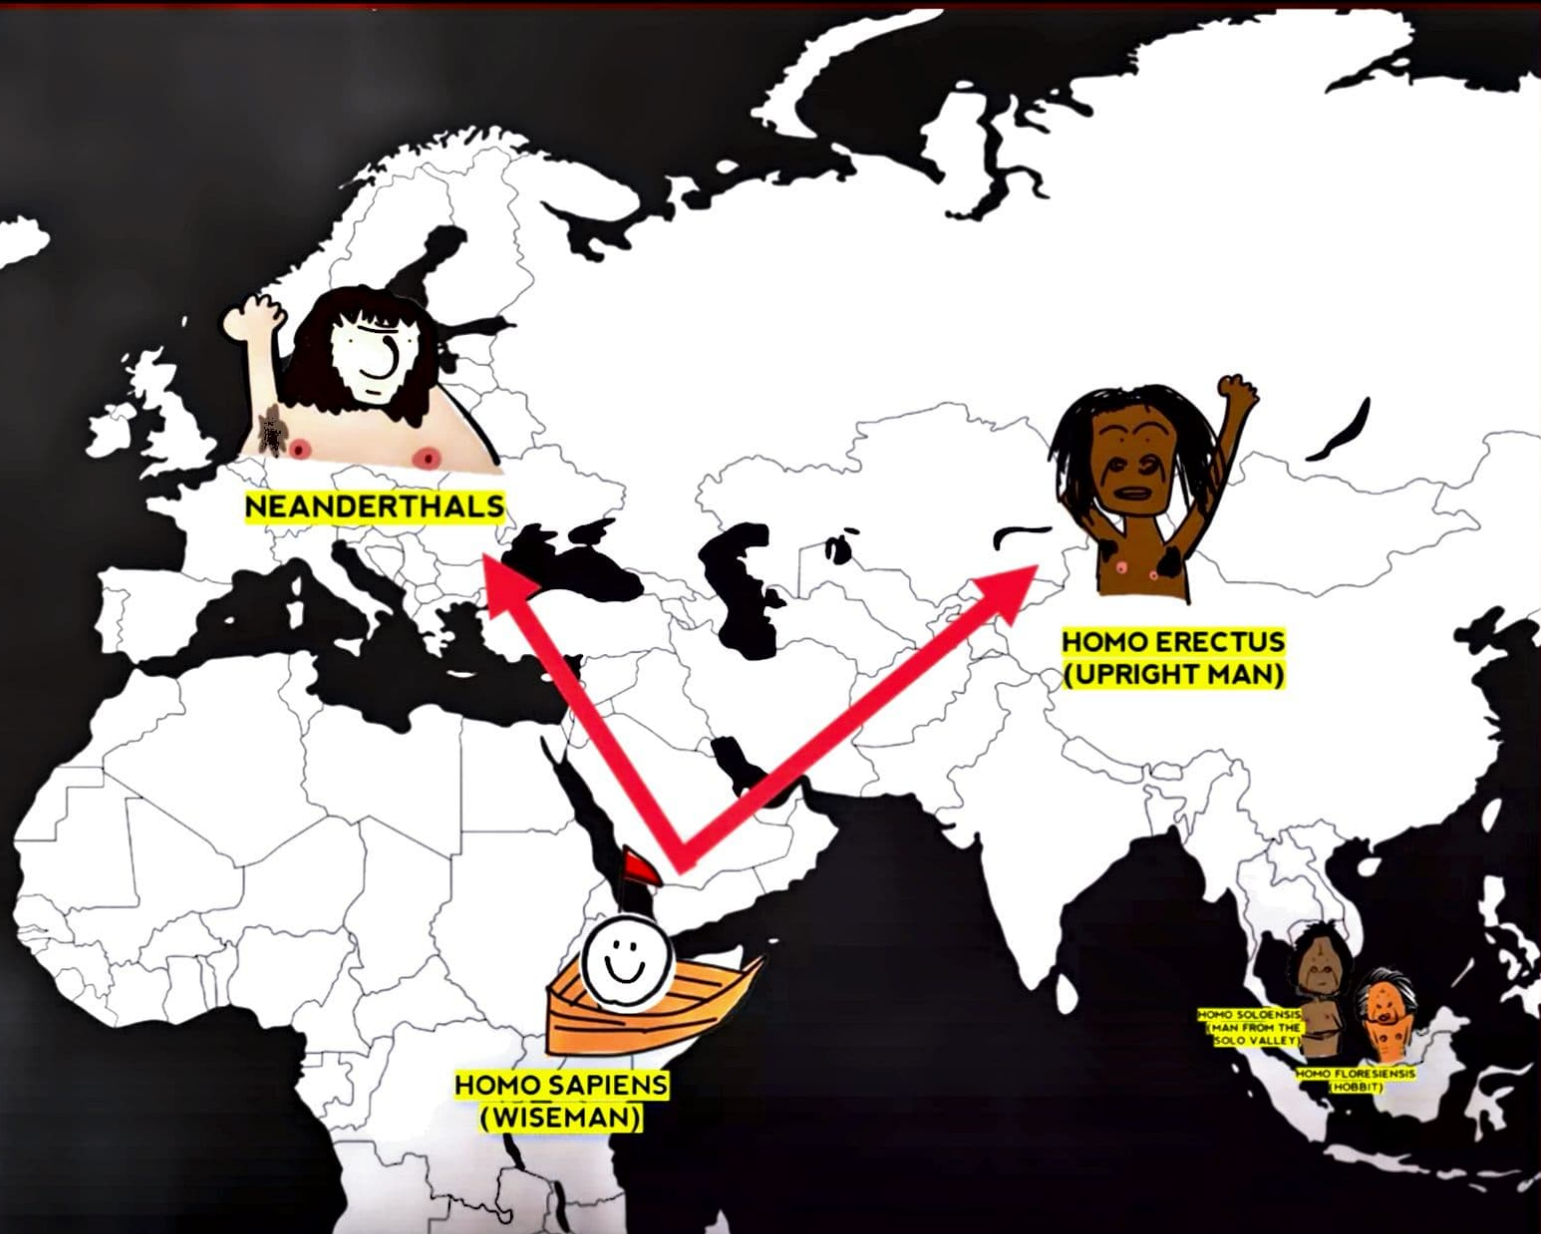 NEANDERTHALS
HOMO ERECTUS
(UPRIGHT MAN)
HOMO SOLOENSIS
(MAN FROM THE
SOLO VALLEY)
HOMO FLORESIENSIS
(HOBBIT)
HOMO SAPIENS
(WISEMAN)